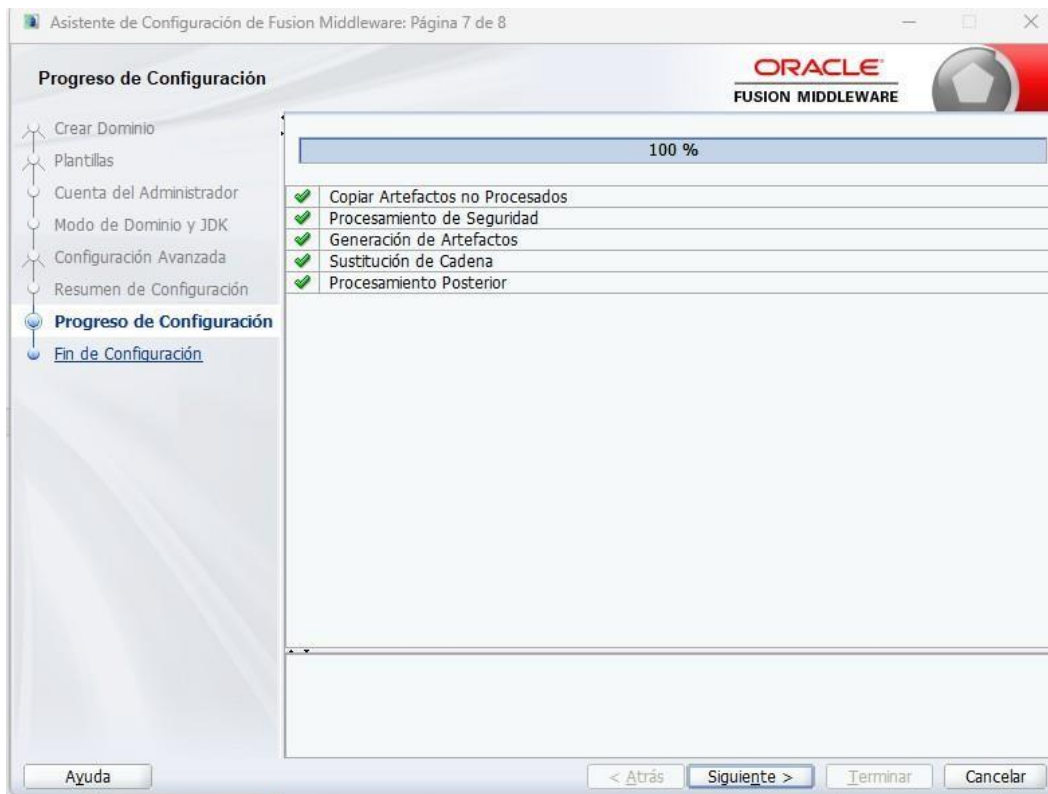 Asistente de Configuración de Fusion Middleware: Página 7 de 8
Progreso de Configuración
ORACLE
FUSION MIDDLEWARE
Crear Dominio
Plantillas
Cuenta del Administrador
Modo de Dominio y JDK
Configuración Avanzada
Resumen de Configuración
Progreso de Configuración
Fin de Configuración
100 %
Copiar Artefactos no Procesados
Procesamiento de Seguridad
Generación de Artefactos
Sustitución de Cadena
Procesamiento Posterior
Ayuda
< Atrás
Siguiente >
Terminar
Cancelar